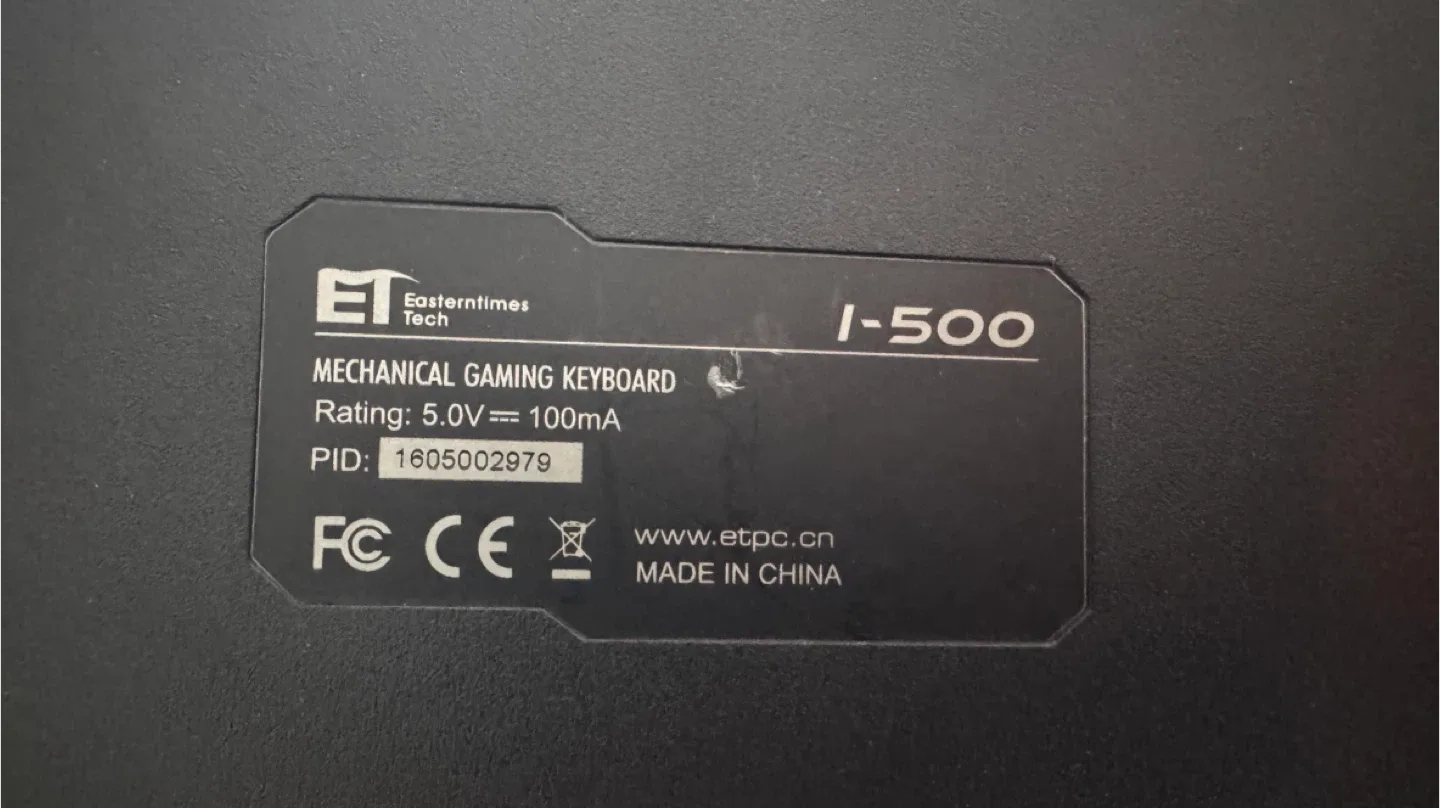 ET Easterntimes
Tech
I-500
MECHANICAL GAMING KEYBOARD
Rating: 5.0V⎓100mA
PID: 1605002979
FC CE
www.etpc.cn
MADE IN CHINA